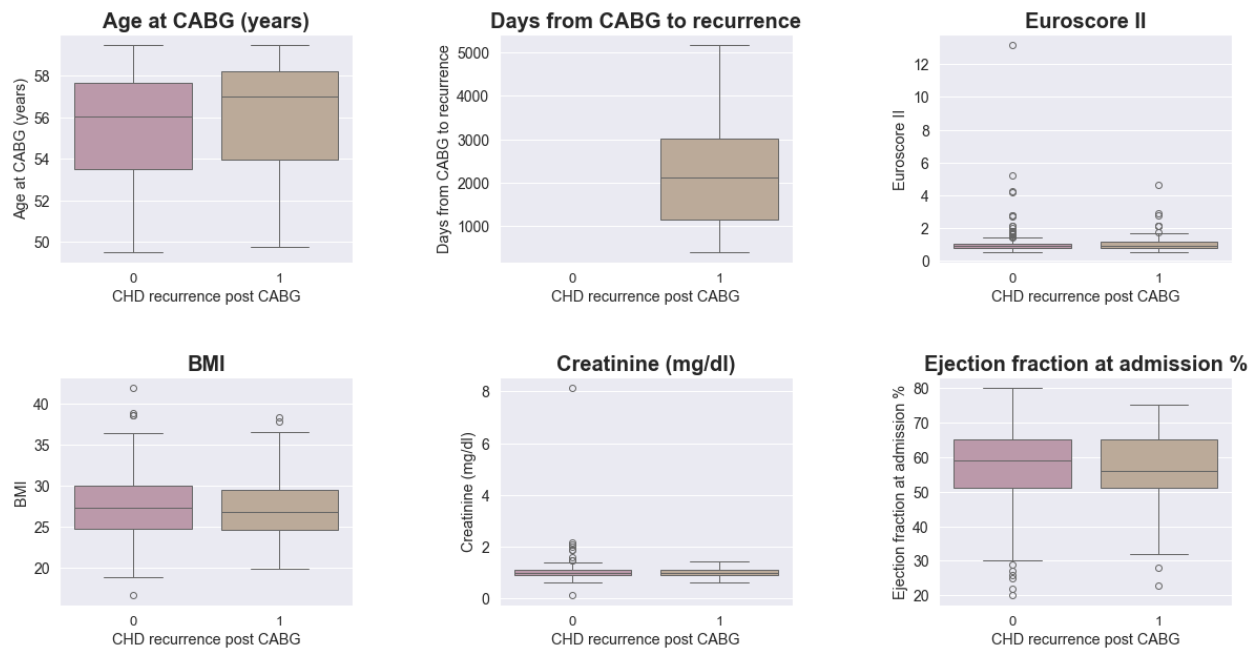 Age at CABG (years)
Age at CABG (years)
58
56
54
52
50
0 1
CHD recurrence post CABG
Days from CABG to recurrence
Days from CABG to recurrence
5000
4000
3000
2000
1000
0 1
CHD recurrence post CABG
Euroscore II
Euroscore II
12
10
8
6
4
2
0
0 1
CHD recurrence post CABG
BMI
BMI
40
35
30
25
20
0 1
CHD recurrence post CABG
Creatinine (mg/dl)
Creatinine (mg/dl)
8
6
4
2
0
0 1
CHD recurrence post CABG
Ejection fraction at admission %
Ejection fraction at admission %
80
70
60
50
40
30
20
0 1
CHD recurrence post CABG